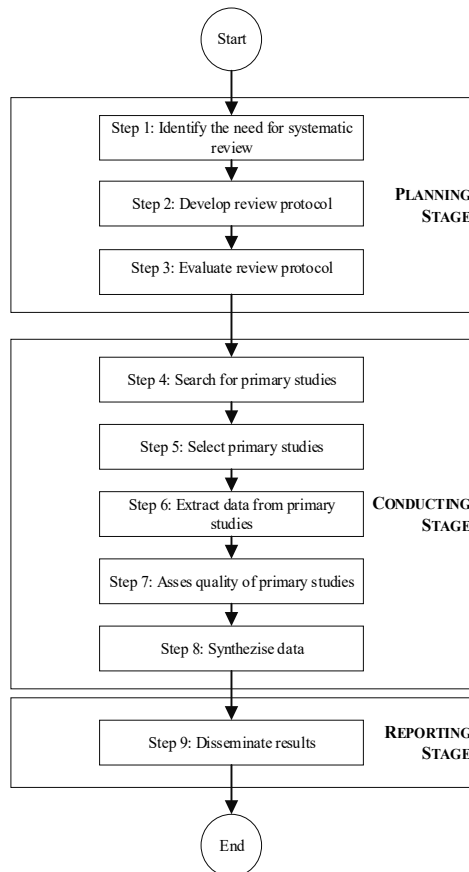 Start
Step 1: Identify the need for systematic
review
Step 2: Develop review protocol
PLANNING
STAGE
Step 3: Evaluate review protocol
Step 4: Search for primary studies
Step 5: Select primary studies
Step 6: Extract data from primary
studies
CONDUCTING
STAGE
Step 7: Asses quality of primary studies
Step 8: Synthezise data
Step 9: Disseminate results
REPORTING
STAGE
End